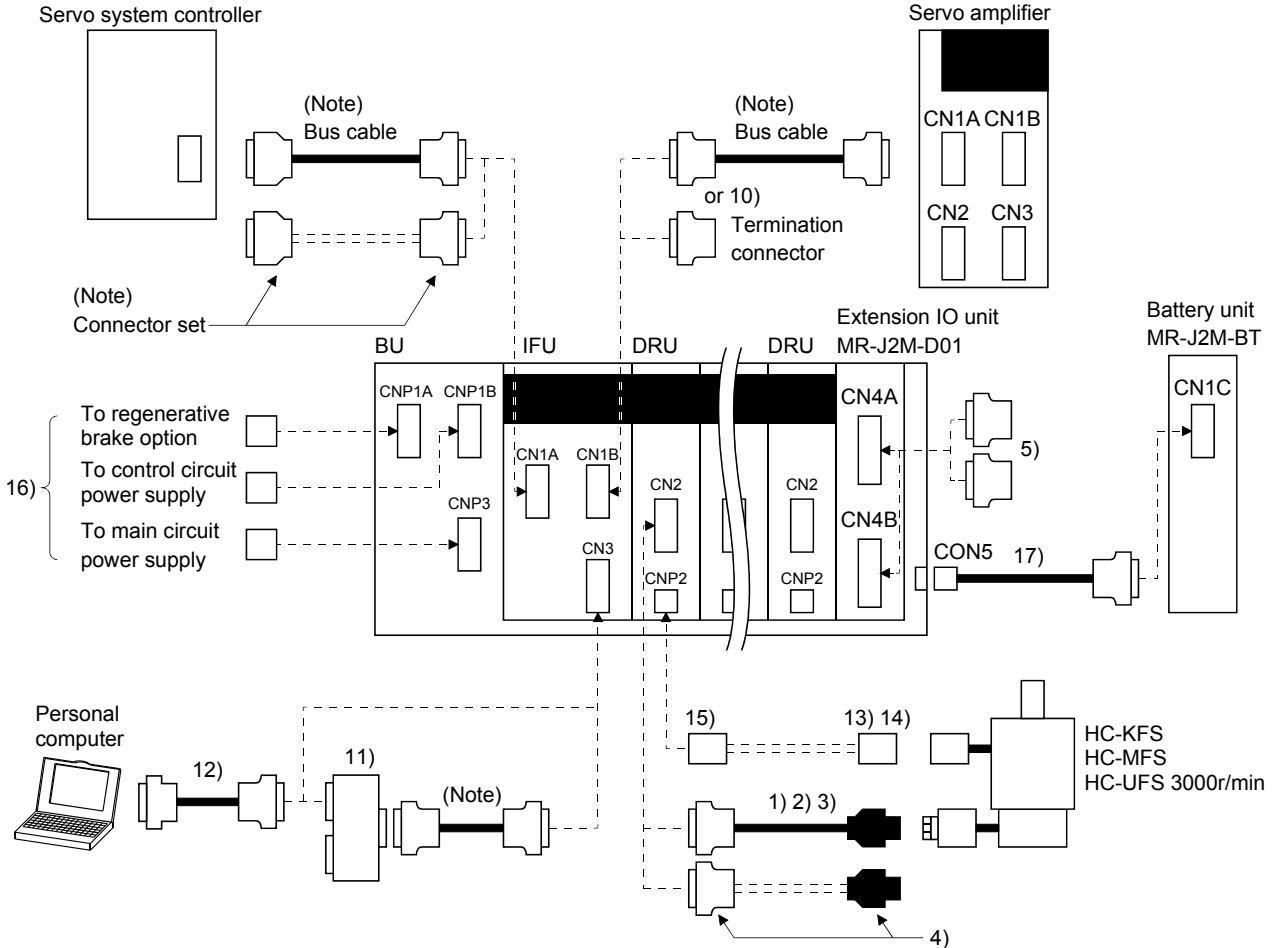 Servo system controller
Servo amplifier
(Note)
Bus cable
(Note)
Bus cable
CN1A CN1B
CN2 CN3
or 10)
Termination
connector
(Note)
Connector set
Extension IO unit
MR-J2M-D01
Battery unit
MR-J2M-BT
BU
IFU
DRU
DRU
CNP1A
CNP1B
CN4A
CN1C
16)
To regenerative
brake option
To control circuit
power supply
To main circuit
power supply
CN1A
CN1B
CN2
CN2
5)
CNP3
CN4B
CN3
CNP2
CNP2
CON5
17)
Personal
computer
12)
11)
(Note)
15)
13) 14)
HC-KFS
HC-MFS
HC-UFS 3000r/min
1) 2) 3)
4)